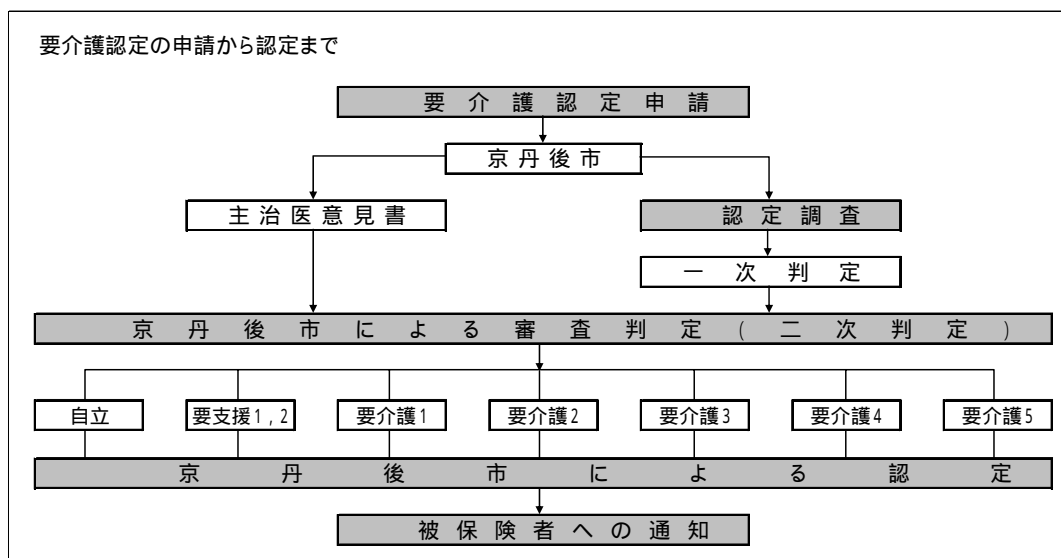 要介護認定の申請から認定まで
要介護認定申請
京丹後市
主治医意見書
認定調査
一次判定
京丹後市による審査判定(二次判定)
自立
要支援1,2
要介護1
要介護2
要介護3
要介護4
要介護5
京丹後市による認定
被保険者への通知